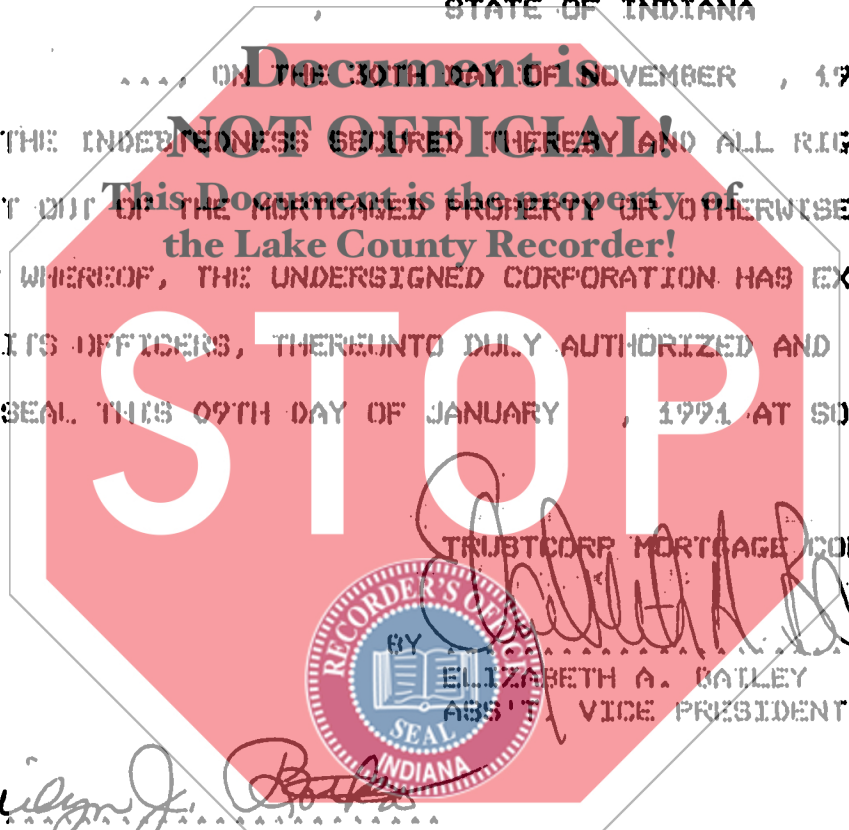 STATE OF INDIANA
Document is
..., ON THE 30TH DAY OF NOVEMBER , 19
NOT OFFICIAL!
THE INDEBTEDNESS SECURED THEREBY AND ALL RIG
This Document is the property of
T OUT OF THE MORTGAGED PROPERTY OR OTHERWISE
the Lake County Recorder!
WHEREOF, THE UNDERSIGNED CORPORATION HAS EX
STOP
ITS OFFICERS, THEREUNTO DULY AUTHORIZED AND
SEAL THIS 09TH DAY OF JANUARY , 1991 AT SO
TRUSTCORP MORTGAGE CO
RECORDER'S OFFICE
BY
ELIZABETH A. BAILEY
ASS'T. VICE PRESIDENT
SEAL
INDIANA